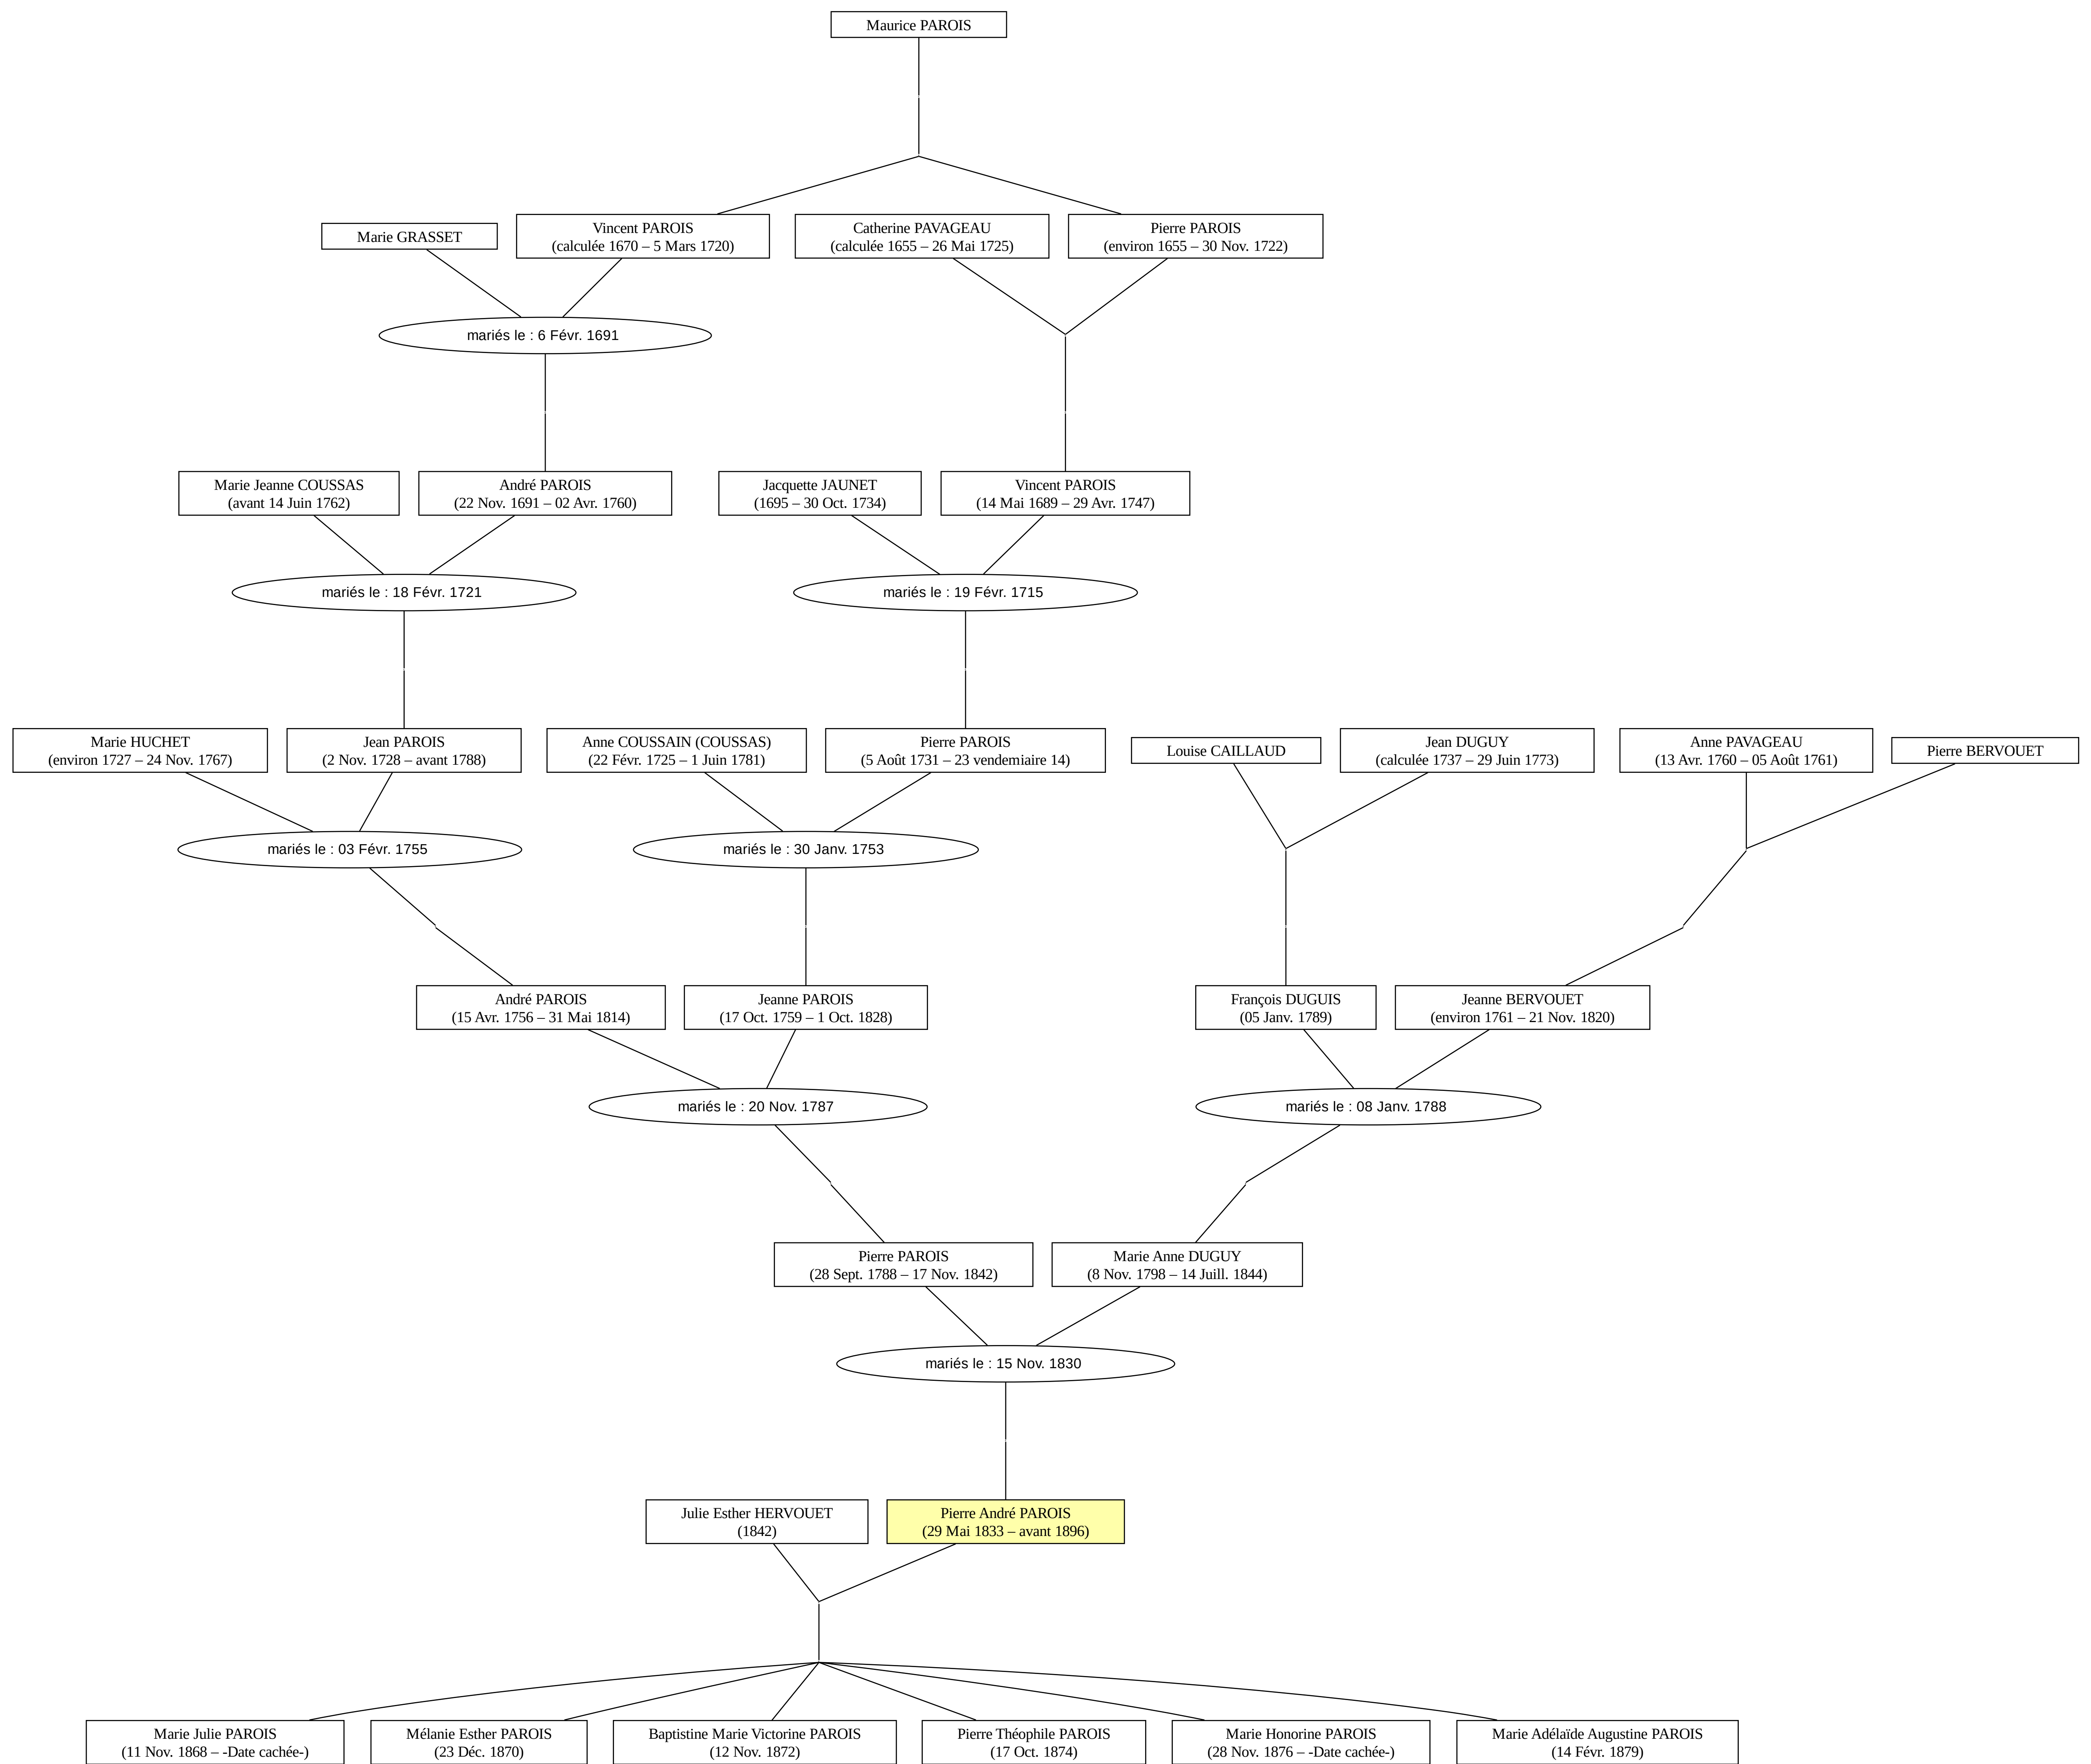 Maurice PAROIS
Marie GRASSET
Vincent PAROIS
(calculée 1670 – 5 Mars 1720)
Catherine PAVAGEAU
(calculée 1655 – 26 Mai 1725)
Pierre PAROIS
(environ 1655 – 30 Nov. 1722)
mariés le : 6 Févr. 1691
Marie Jeanne COUSSAS
(avant 14 Juin 1762)
André PAROIS
(22 Nov. 1691 – 02 Avr. 1760)
Jacquette JAUNET
(1695 – 30 Oct. 1734)
Vincent PAROIS
(14 Mai 1689 – 29 Avr. 1747)
mariés le : 18 Févr. 1721
mariés le : 19 Févr. 1715
Marie HUCHET
(environ 1727 – 24 Nov. 1767)
Jean PAROIS
(2 Nov. 1728 – avant 1788)
Anne COUSSAIN (COUSSAS)
(22 Févr. 1725 – 1 Juin 1781)
Pierre PAROIS
(5 Août 1731 – 23 vendemiaire 14)
Louise CAILLAUD
Jean DUGUY
(calculée 1737 – 29 Juin 1773)
Anne PAVAGEAU
(13 Avr. 1760 – 05 Août 1761)
Pierre BERVOUET
mariés le : 03 Févr. 1755
mariés le : 30 Janv. 1753
André PAROIS
(15 Avr. 1756 – 31 Mai 1814)
Jeanne PAROIS
(17 Oct. 1759 – 1 Oct. 1828)
François DUGUIS
(05 Janv. 1789)
Jeanne BERVOUET
(environ 1761 – 21 Nov. 1820)
mariés le : 20 Nov. 1787
mariés le : 08 Janv. 1788
Pierre PAROIS
(28 Sept. 1788 – 17 Nov. 1842)
Marie Anne DUGUY
(8 Nov. 1798 – 14 Juill. 1844)
mariés le : 15 Nov. 1830
Julie Esther HERVOUET
(1842)
Pierre André PAROIS
(29 Mai 1833 – avant 1896)
Marie Julie PAROIS
(11 Nov. 1868 – -Date cachée-)
Mélanie Esther PAROIS
(23 Déc. 1870)
Baptistine Marie Victorine PAROIS
(12 Nov. 1872)
Pierre Théophile PAROIS
(17 Oct. 1874)
Marie Honorine PAROIS
(28 Nov. 1876 – -Date cachée-)
Marie Adélaïde Augustine PAROIS
(14 Févr. 1879)